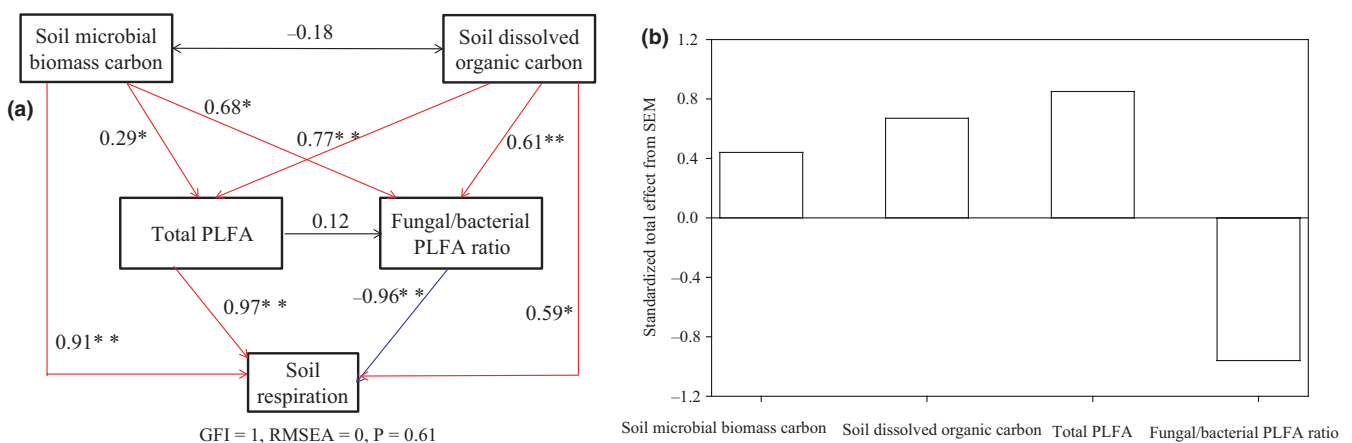 (a)
Soil microbial
biomass carbon
–0.18
Soil dissolved
organic carbon
0.29*
0.68*
0.77* *
0.61**
Total PLFA
0.12
Fungal/bacterial
PLFA ratio
0.97* *
–0.96* *
0.59*
0.91* *
Soil
respiration
GFI = 1, RMSEA = 0, P = 0.61
(b)
Standardized total effect from SEM
1.2
0.8
0.4
0.0
–0.4
–0.8
–1.2
Soil microbial biomass carbon
Soil dissolved organic carbon
Total PLFA
Fungal/bacterial PLFA ratio